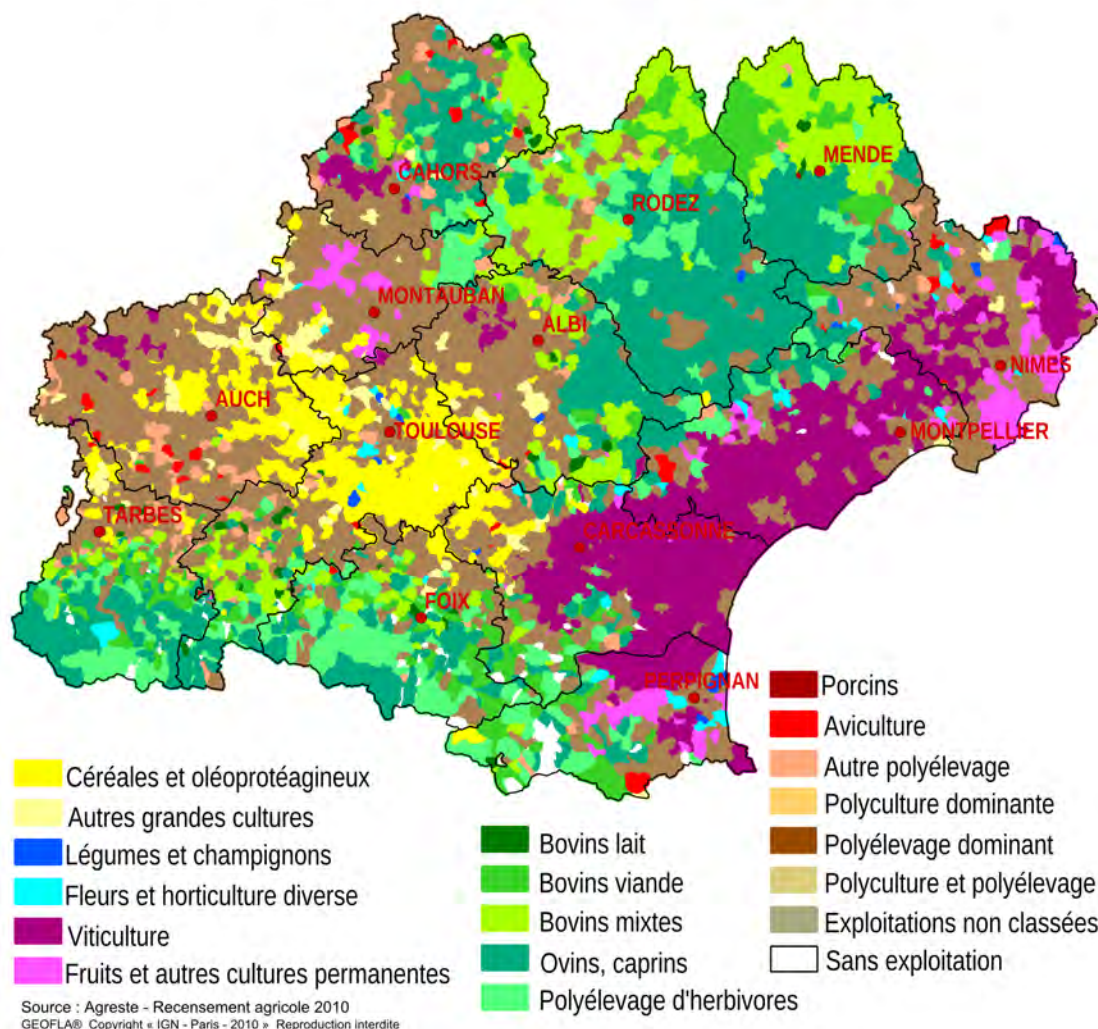 CAHORS
MENDE
RODEZ
MONTAUBAN
ALBI
NIMES
AUCH
TOULOUSE
MONTPELLIER
TARBES
CARCASSONNE
FOIX
PERPIGNAN
Céréales et oléoprotéagineux
Autres grandes cultures
Légumes et champignons
Fleurs et horticulture diverse
Viticulture
Fruits et autres cultures permanentes
Bovins lait
Bovins viande
Bovins mixtes
Ovins, caprins
Polyélevage d'herbivores
Porcins
Aviculture
Autre polyélevage
Polyculture dominante
Polyélevage dominant
Polyculture et polyélevage
Exploitations non classées
Sans exploitation
Source : Agreste - Recensement agricole 2010
GEOFLA® Copyright « IGN - Paris - 2010 » Reproduction interdite